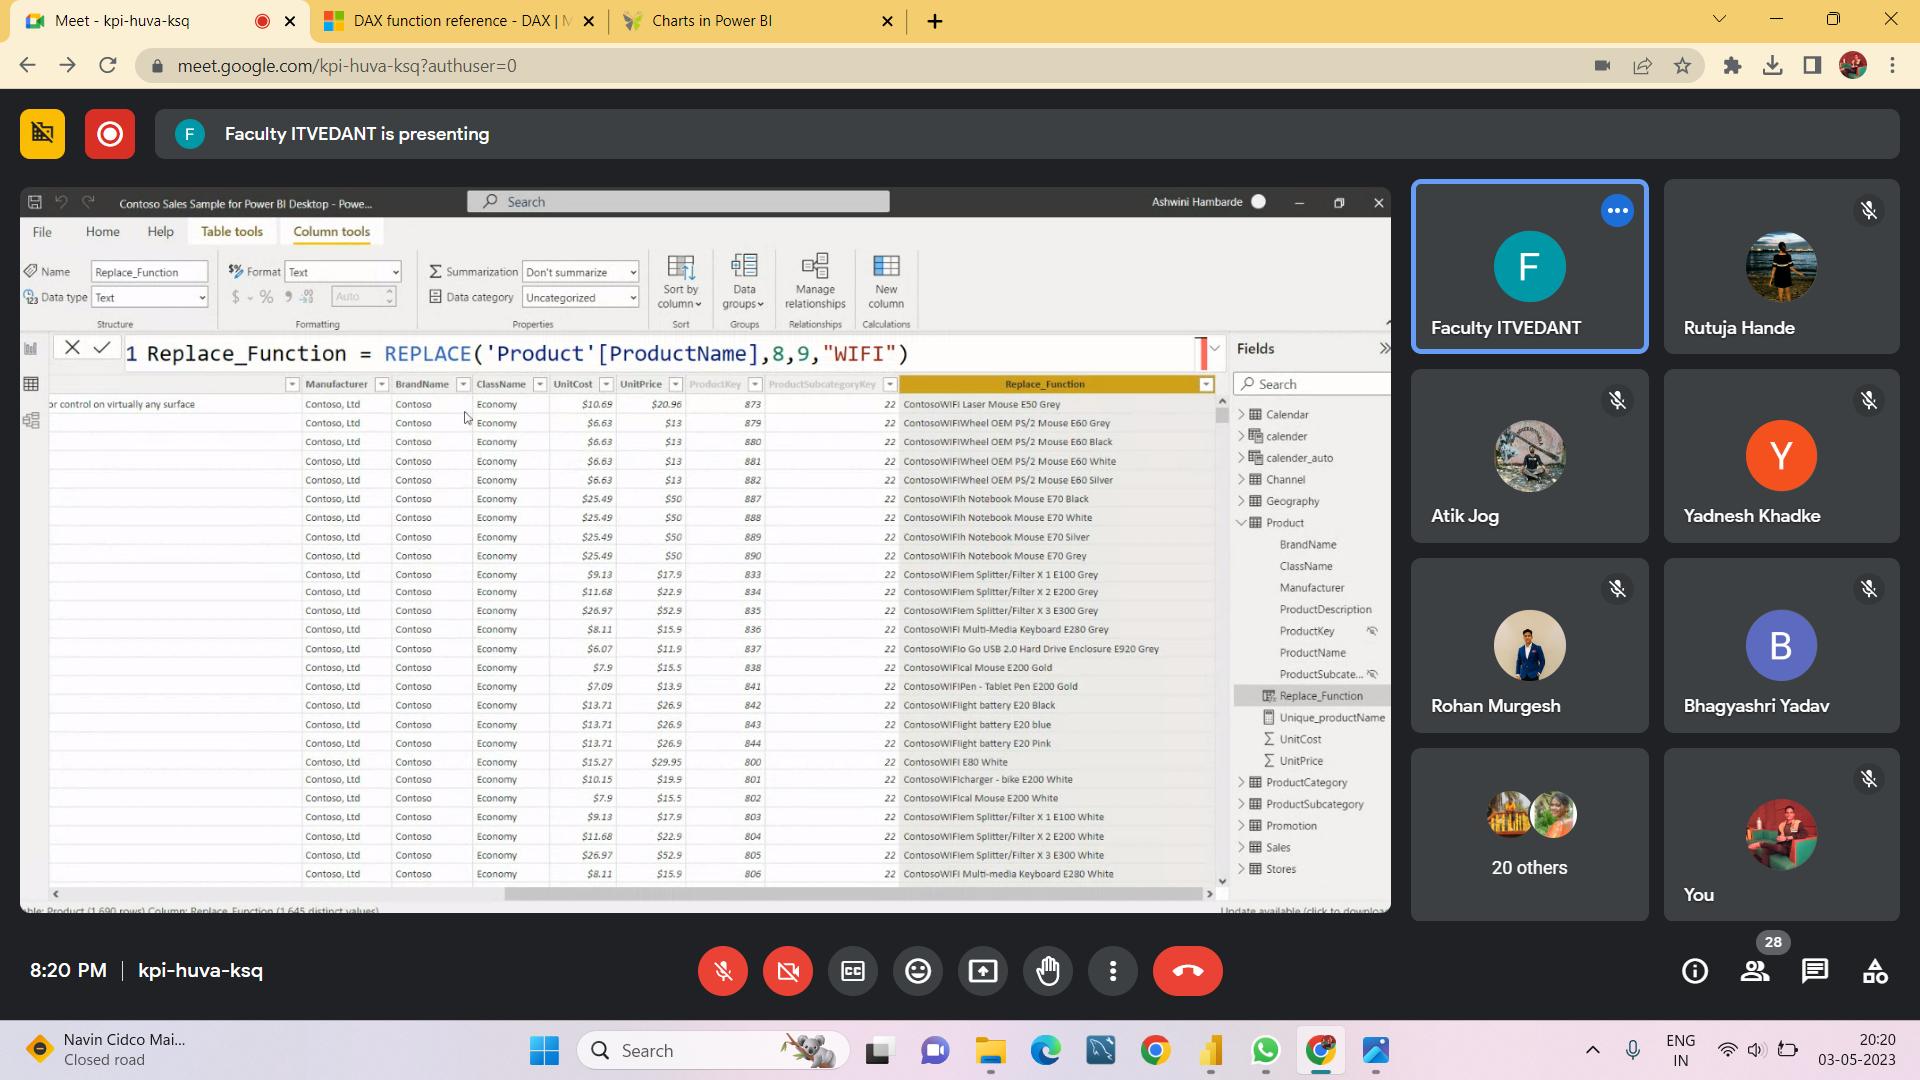 Meet - kpi-huva-ksq
DAX function reference - DAX | M
Charts in Power BI
meet.google.com/kpi-huva-ksq?authuser=0
F
Faculty ITVEDANT is presenting
Contoso Sales Sample for Power BI Desktop - Powe...
Search
Ashwini Hambarde
File Home Help Table tools Column tools
Name Replace_Function
Format Text
Summarization Don't summarize
Data type Text
$ % Auto
Data category Uncategorized
Sort by column
Data groups
Manage relationships
New column
Structure Formatting Properties Sort Groups Relationships Calculations
1 Replace_Function = REPLACE('Product'[ProductName],8,9,"WIFI")
Manufacturer BrandName ClassName UnitCost UnitPrice ProductKey ProductSubcategoryKey Replace_Function
or control on virtually any surface Contoso, Ltd Contoso Economy $10.69 $20.96 873 22 ContosoWIFI Laser Mouse E50 Grey
Contoso, Ltd Contoso Economy $6.63 $13 879 22 ContosoWIFIWheel OEM PS/2 Mouse E60 Grey
Contoso, Ltd Contoso Economy $6.63 $13 880 22 ContosoWIFIWheel OEM PS/2 Mouse E60 Black
Contoso, Ltd Contoso Economy $6.63 $13 881 22 ContosoWIFIWheel OEM PS/2 Mouse E60 White
Contoso, Ltd Contoso Economy $6.63 $13 882 22 ContosoWIFIWheel OEM PS/2 Mouse E60 Silver
Contoso, Ltd Contoso Economy $25.49 $50 887 22 ContosoWIFIh Notebook Mouse E70 Black
Contoso, Ltd Contoso Economy $25.49 $50 888 22 ContosoWIFIh Notebook Mouse E70 White
Contoso, Ltd Contoso Economy $25.49 $50 889 22 ContosoWIFIh Notebook Mouse E70 Silver
Contoso, Ltd Contoso Economy $25.49 $50 890 22 ContosoWIFIh Notebook Mouse E70 Grey
Contoso, Ltd Contoso Economy $9.13 $17.9 833 22 ContosoWIFIem Splitter/Filter X 1 E100 Grey
Contoso, Ltd Contoso Economy $11.68 $22.9 834 22 ContosoWIFIem Splitter/Filter X 2 E200 Grey
Contoso, Ltd Contoso Economy $26.97 $52.9 835 22 ContosoWIFIem Splitter/Filter X 3 E300 Grey
Contoso, Ltd Contoso Economy $8.11 $15.9 836 22 ContosoWIFI Multi-Media Keyboard E280 Grey
Contoso, Ltd Contoso Economy $6.07 $11.9 837 22 ContosoWIFIo Go USB 2.0 Hard Drive Enclosure E920 Grey
Contoso, Ltd Contoso Economy $7.9 $15.5 838 22 ContosoWIFIcal Mouse E200 Gold
Contoso, Ltd Contoso Economy $7.09 $13.9 841 22 ContosoWIFIPen - Tablet Pen E200 Gold
Contoso, Ltd Contoso Economy $13.71 $26.9 842 22 ContosoWIFIight battery E20 Black
Contoso, Ltd Contoso Economy $13.71 $26.9 843 22 ContosoWIFIight battery E20 blue
Contoso, Ltd Contoso Economy $13.71 $26.9 844 22 ContosoWIFIight battery E20 Pink
Contoso, Ltd Contoso Economy $15.27 $29.95 800 22 ContosoWIFI E80 White
Contoso, Ltd Contoso Economy $10.15 $19.9 801 22 ContosoWIFIcharger - bike E200 White
Contoso, Ltd Contoso Economy $7.9 $15.5 802 22 ContosoWIFIcal Mouse E200 White
Contoso, Ltd Contoso Economy $9.13 $17.9 803 22 ContosoWIFIem Splitter/Filter X 1 E100 White
Contoso, Ltd Contoso Economy $11.68 $22.9 804 22 ContosoWIFIem Splitter/Filter X 2 E200 White
Contoso, Ltd Contoso Economy $26.97 $52.9 805 22 ContosoWIFIem Splitter/Filter X 3 E300 White
Contoso, Ltd Contoso Economy $8.11 $15.9 806 22 ContosoWIFI Multi-media Keyboard E280 White
ble: Product (1,690 rows) Column: Replace_Function (1,645 distinct values)
Update available (click to downloa
Fields
Search
Calendar
calender
calender_auto
Channel
Geography
Product
BrandName
ClassName
Manufacturer
ProductDescription
ProductKey
ProductName
ProductSubcate...
Replace_Function
Unique_productName
UnitCost
UnitPrice
ProductCategory
ProductSubcategory
Promotion
Sales
Stores
F
Faculty ITVEDANT
Rutuja Hande
Atik Jog
Y
Yadnesh Khadke
Rohan Murgesh
B
Bhagyashri Yadav
20 others
You
8:20 PM | kpi-huva-ksq
CC
28
Navin Cidco Mai...
Closed road
Search
ENG
IN
20:20
03-05-2023